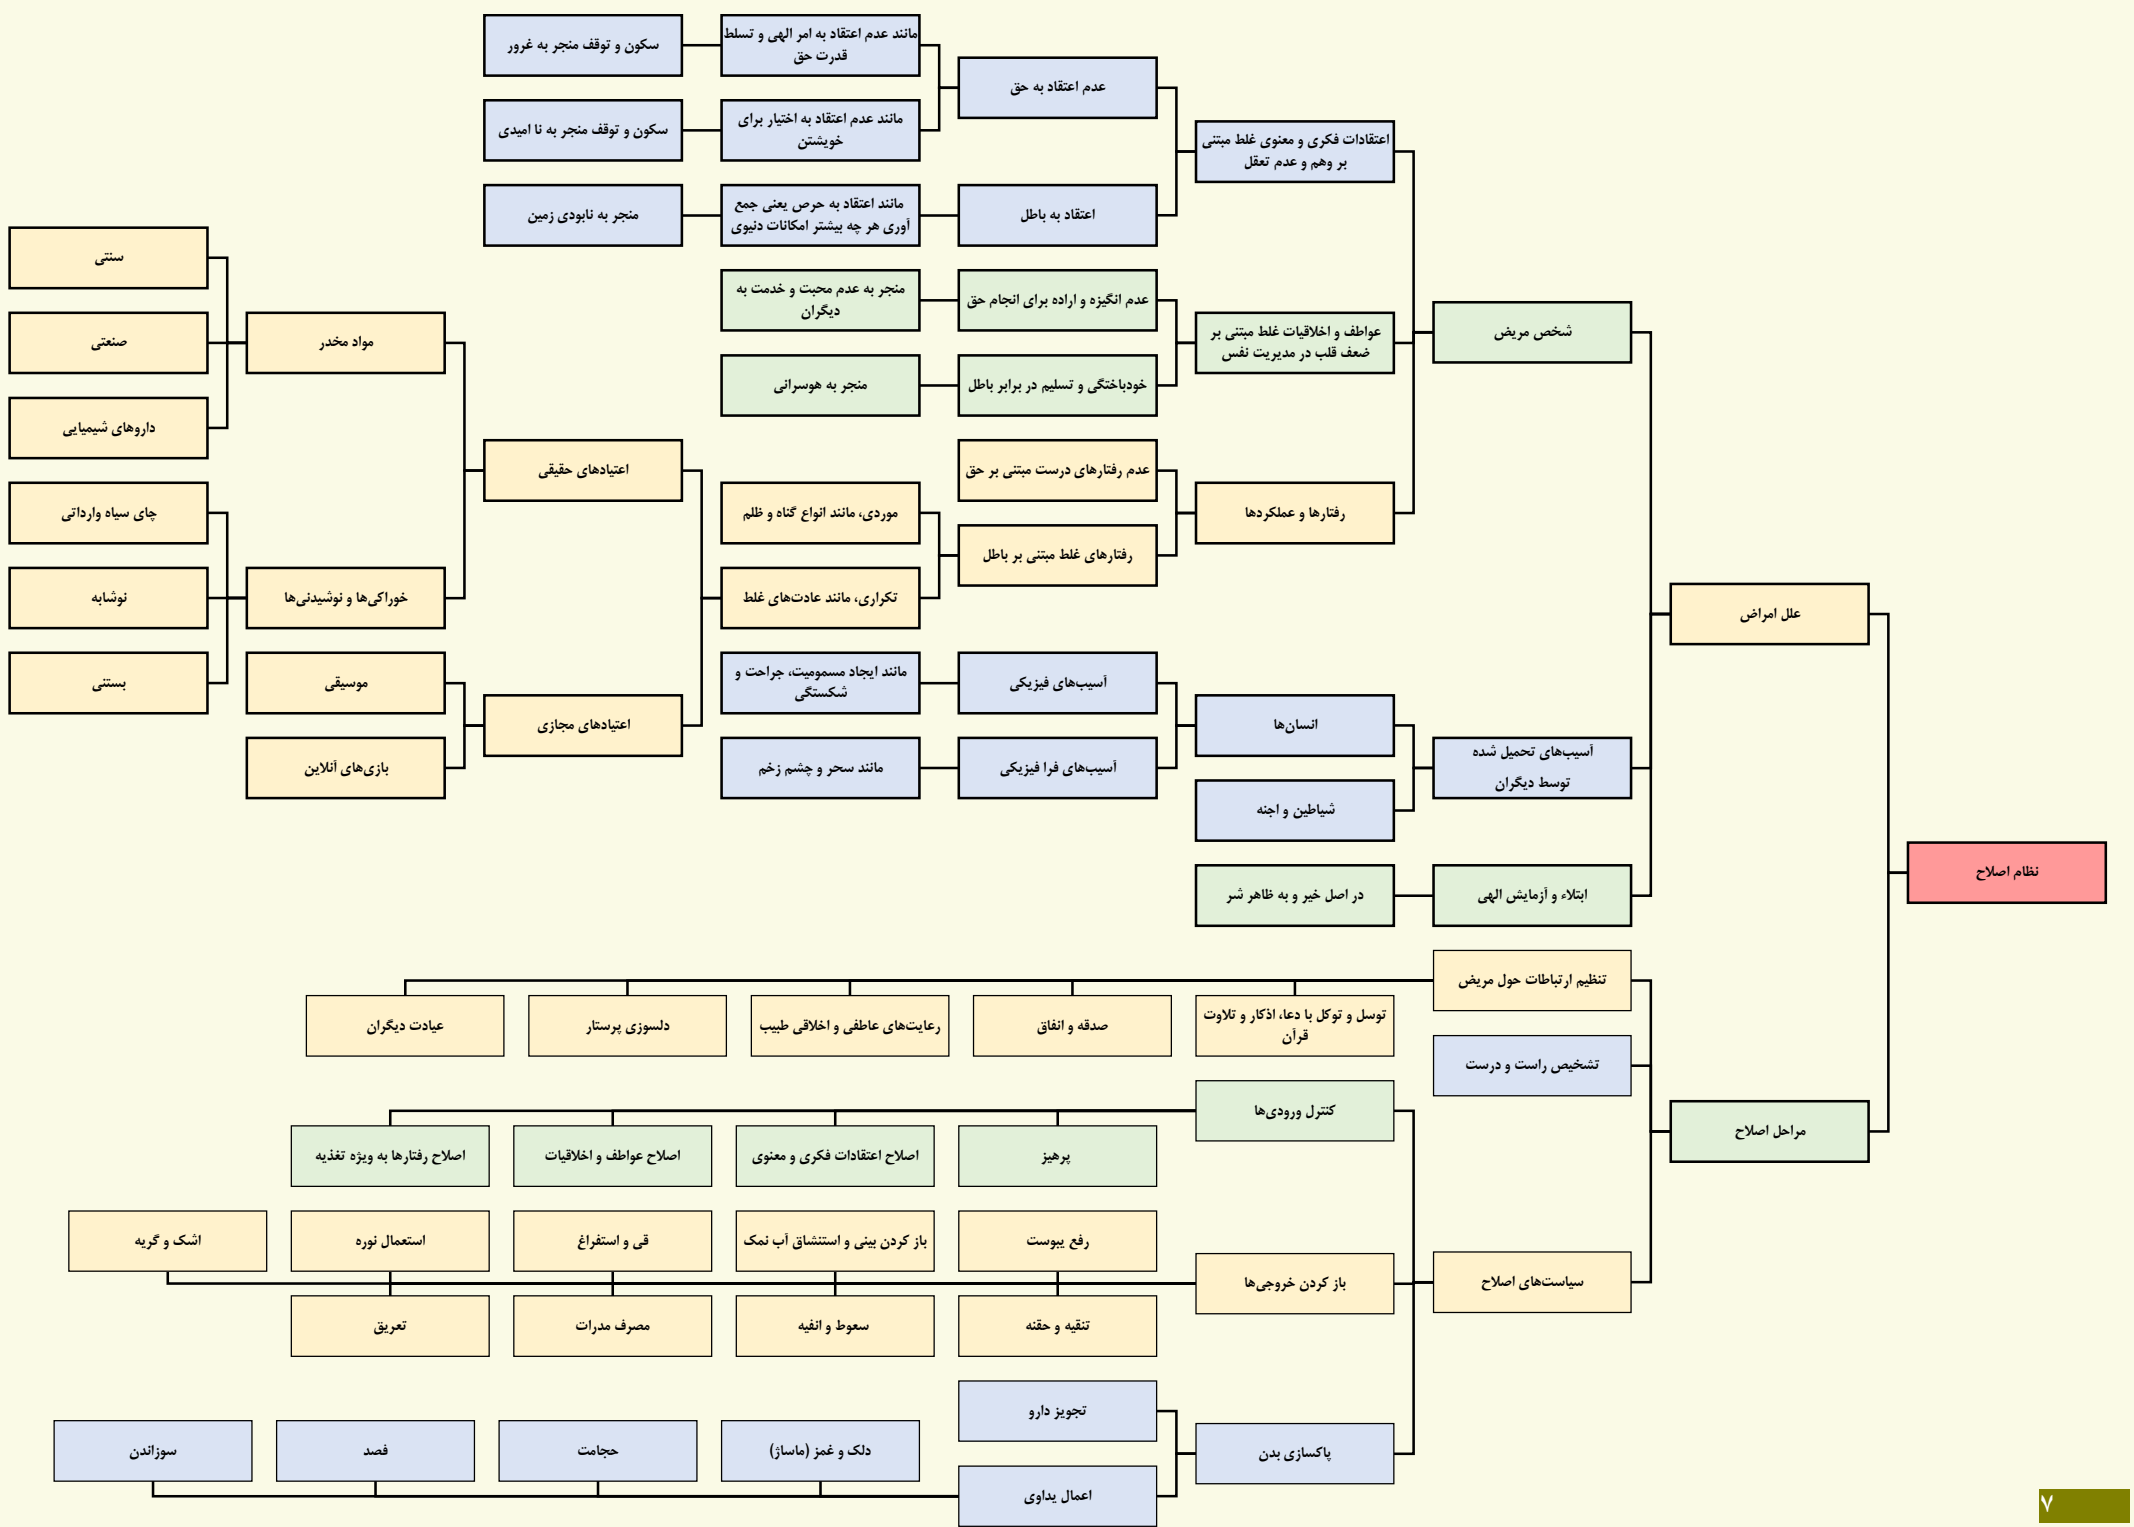 نظام اصلاح
علل امراض
شخص مریض
اعتقادات فکری و معنوی غلط مبتنی
بر وهم و عدم تعقل
عدم اعتقاد به حق
مانند عدم اعتقاد به امر الهی و تسلط
قدرت حق
سکون و توقف منجر به غرور
مانند عدم اعتقاد به اختیار برای
خویشتن
سکون و توقف منجر به نا امیدی
اعتقاد به باطل
مانند اعتقاد به حرص یعنی جمع
آوری هر چه بیشتر امکانات دنیوی
منجر به نابودی زمین
عواطف و اخلاقیات غلط مبتنی بر
ضعف قلب در مدیریت نفس
عدم انگیزه و اراده برای انجام حق
منجر به عدم محبت و خدمت به
دیگران
خودباختگی و تسلیم در برابر باطل
منجر به هوسرانی
رفتارها و عملکردها
عدم رفتارهای درست مبتنی بر حق
رفتارهای غلط مبتنی بر باطل
موردی، مانند انواع گناه و ظلم
تکراری، مانند عادت‌های غلط
اعتیادهای حقیقی
مواد مخدر
سنتی
صنعتی
داروهای شیمیایی
خوراکی‌ها و نوشیدنی‌ها
چای سیاه وارداتی
نوشابه
بستنی
اعتیادهای مجازی
موسیقی
بازی‌های آنلاین
آسیب‌های تحمیل شده
توسط دیگران
انسان‌ها
آسیب‌های فیزیکی
مانند ایجاد مسمومیت، جراحت و
شکستگی
آسیب‌های فرا فیزیکی
مانند سحر و چشم زخم
شیاطین و اجنه
ابتلاء و آزمایش الهی
در اصل خیر و به ظاهر شر
مراحل اصلاح
تنظیم ارتباطات حول مریض
توسل و توکل با دعا، اذکار و تلاوت
قرآن
صدقه و انفاق
رعایت‌های عاطفی و اخلاقی طبیب
دلسوزی پرستار
عیادت دیگران
تشخیص راست و درست
سیاست‌های اصلاح
کنترل ورودی‌ها
پرهیز
اصلاح اعتقادات فکری و معنوی
اصلاح عواطف و اخلاقیات
اصلاح رفتارها به ویژه تغذیه
باز کردن خروجی‌ها
رفع یبوست
باز کردن بینی و استنشاق آب نمک
قی و استفراغ
استعمال نوره
اشک و گریه
تنقیه و حقنه
سعوط و انفیه
مصرف مدرات
تعریق
پاکسازی بدن
تجویز دارو
اعمال یداوی
دلک و غمز (ماساژ)
حجامت
فصد
سوزاندن
۷